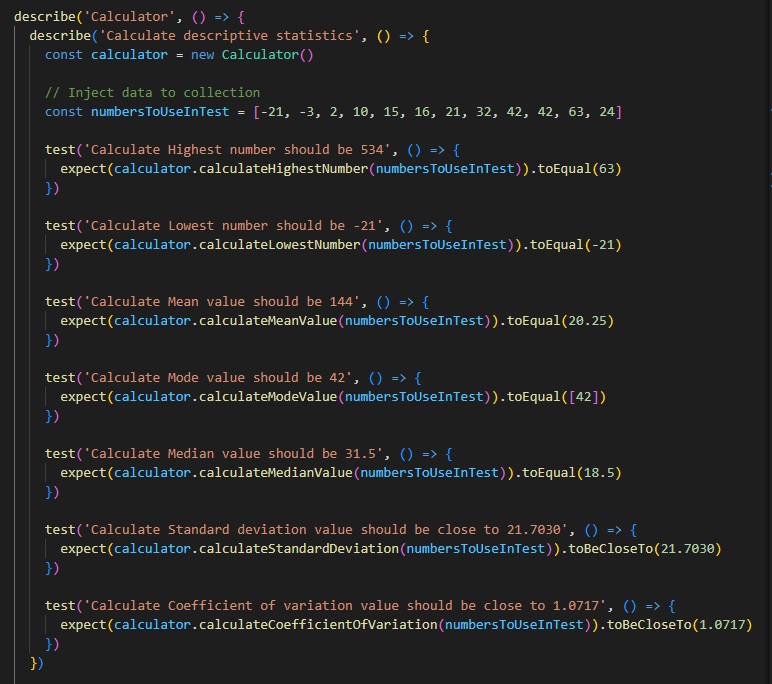 describe('Calculator', () => {
describe('Calculate descriptive statistics', () => {
const calculator = new Calculator()
// Inject data to collection
const numbersToUseInTest = [-21, -3, 2, 10, 15, 16, 21, 32, 42, 42, 63, 24]
test('Calculate Highest number should be 534', () => {
expect(calculator.calculateHighestNumber(numbersToUseInTest)).toEqual(63)
})
test('Calculate Lowest number should be -21', () => {
expect(calculator.calculateLowestNumber(numbersToUseInTest)).toEqual(-21)
})
test('Calculate Mean value should be 144', () => {
expect(calculator.calculateMeanValue(numbersToUseInTest)).toEqual(20.25)
})
test('Calculate Mode value should be 42', () => {
expect(calculator.calculateModeValue(numbersToUseInTest)).toEqual([42])
})
test('Calculate Median value should be 31.5', () => {
expect(calculator.calculateMedianValue(numbersToUseInTest)).toEqual(18.5)
})
test('Calculate Standard deviation value should be close to 21.7030', () => {
expect(calculator.calculateStandardDeviation(numbersToUseInTest)).toBeCloseTo(21.7030)
})
test('Calculate Coefficient of variation value should be close to 1.0717', () => {
expect(calculator.calculateCoefficientOfVariation(numbersToUseInTest)).toBeCloseTo(1.0717)
})
})